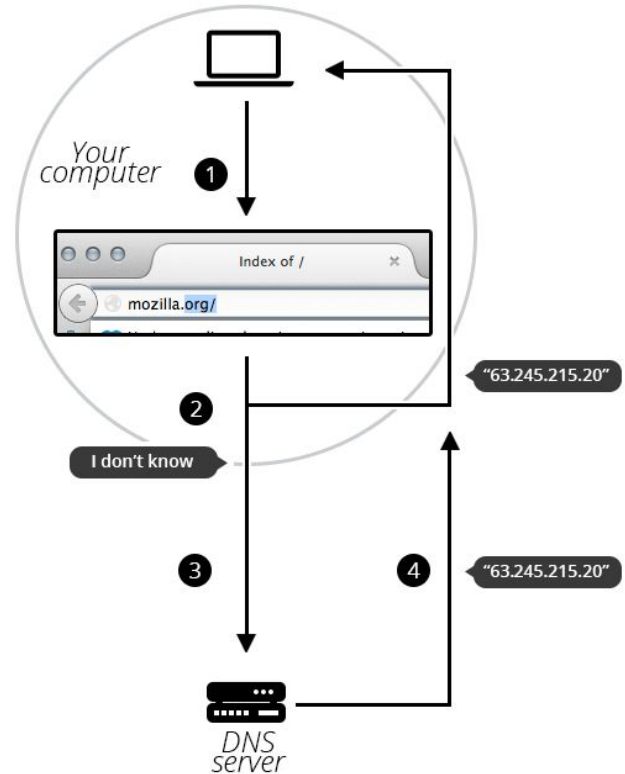 Your
computer
1
Index of /
mozilla.org/
2
"63.245.215.20"
I don't know
3
4
"63.245.215.20"
DNS
server